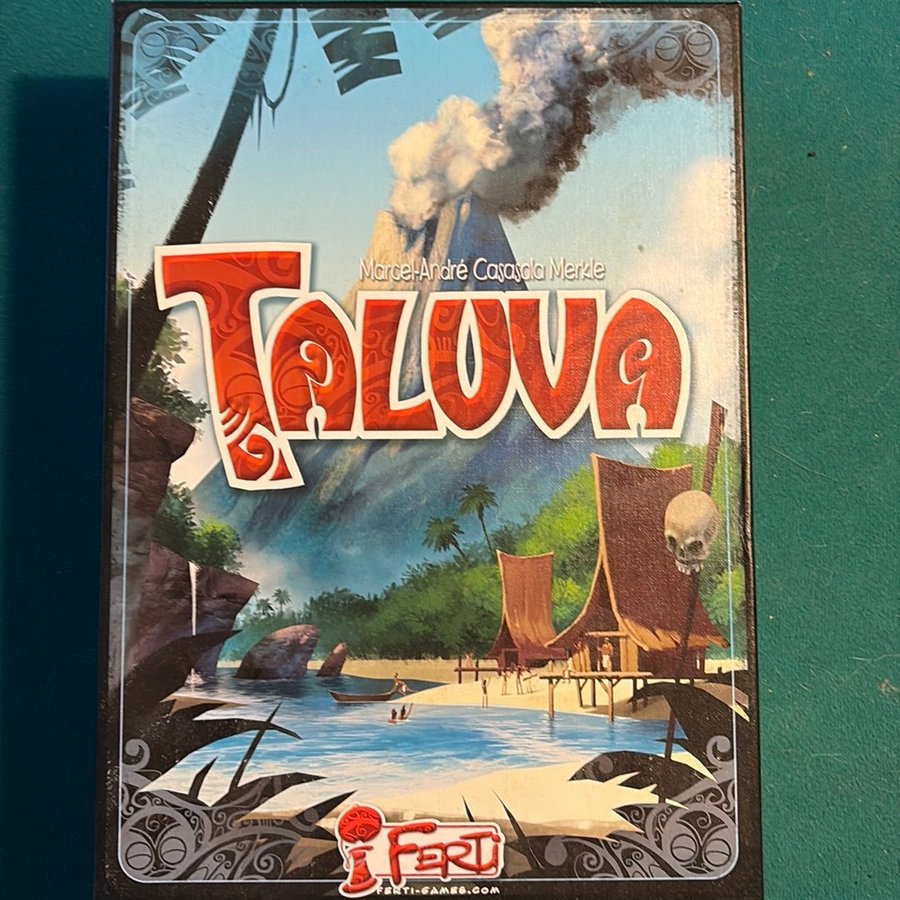 Marcel-André Casasola Merkle
TALUVA
FERTI
FERTI-GAMES.COM